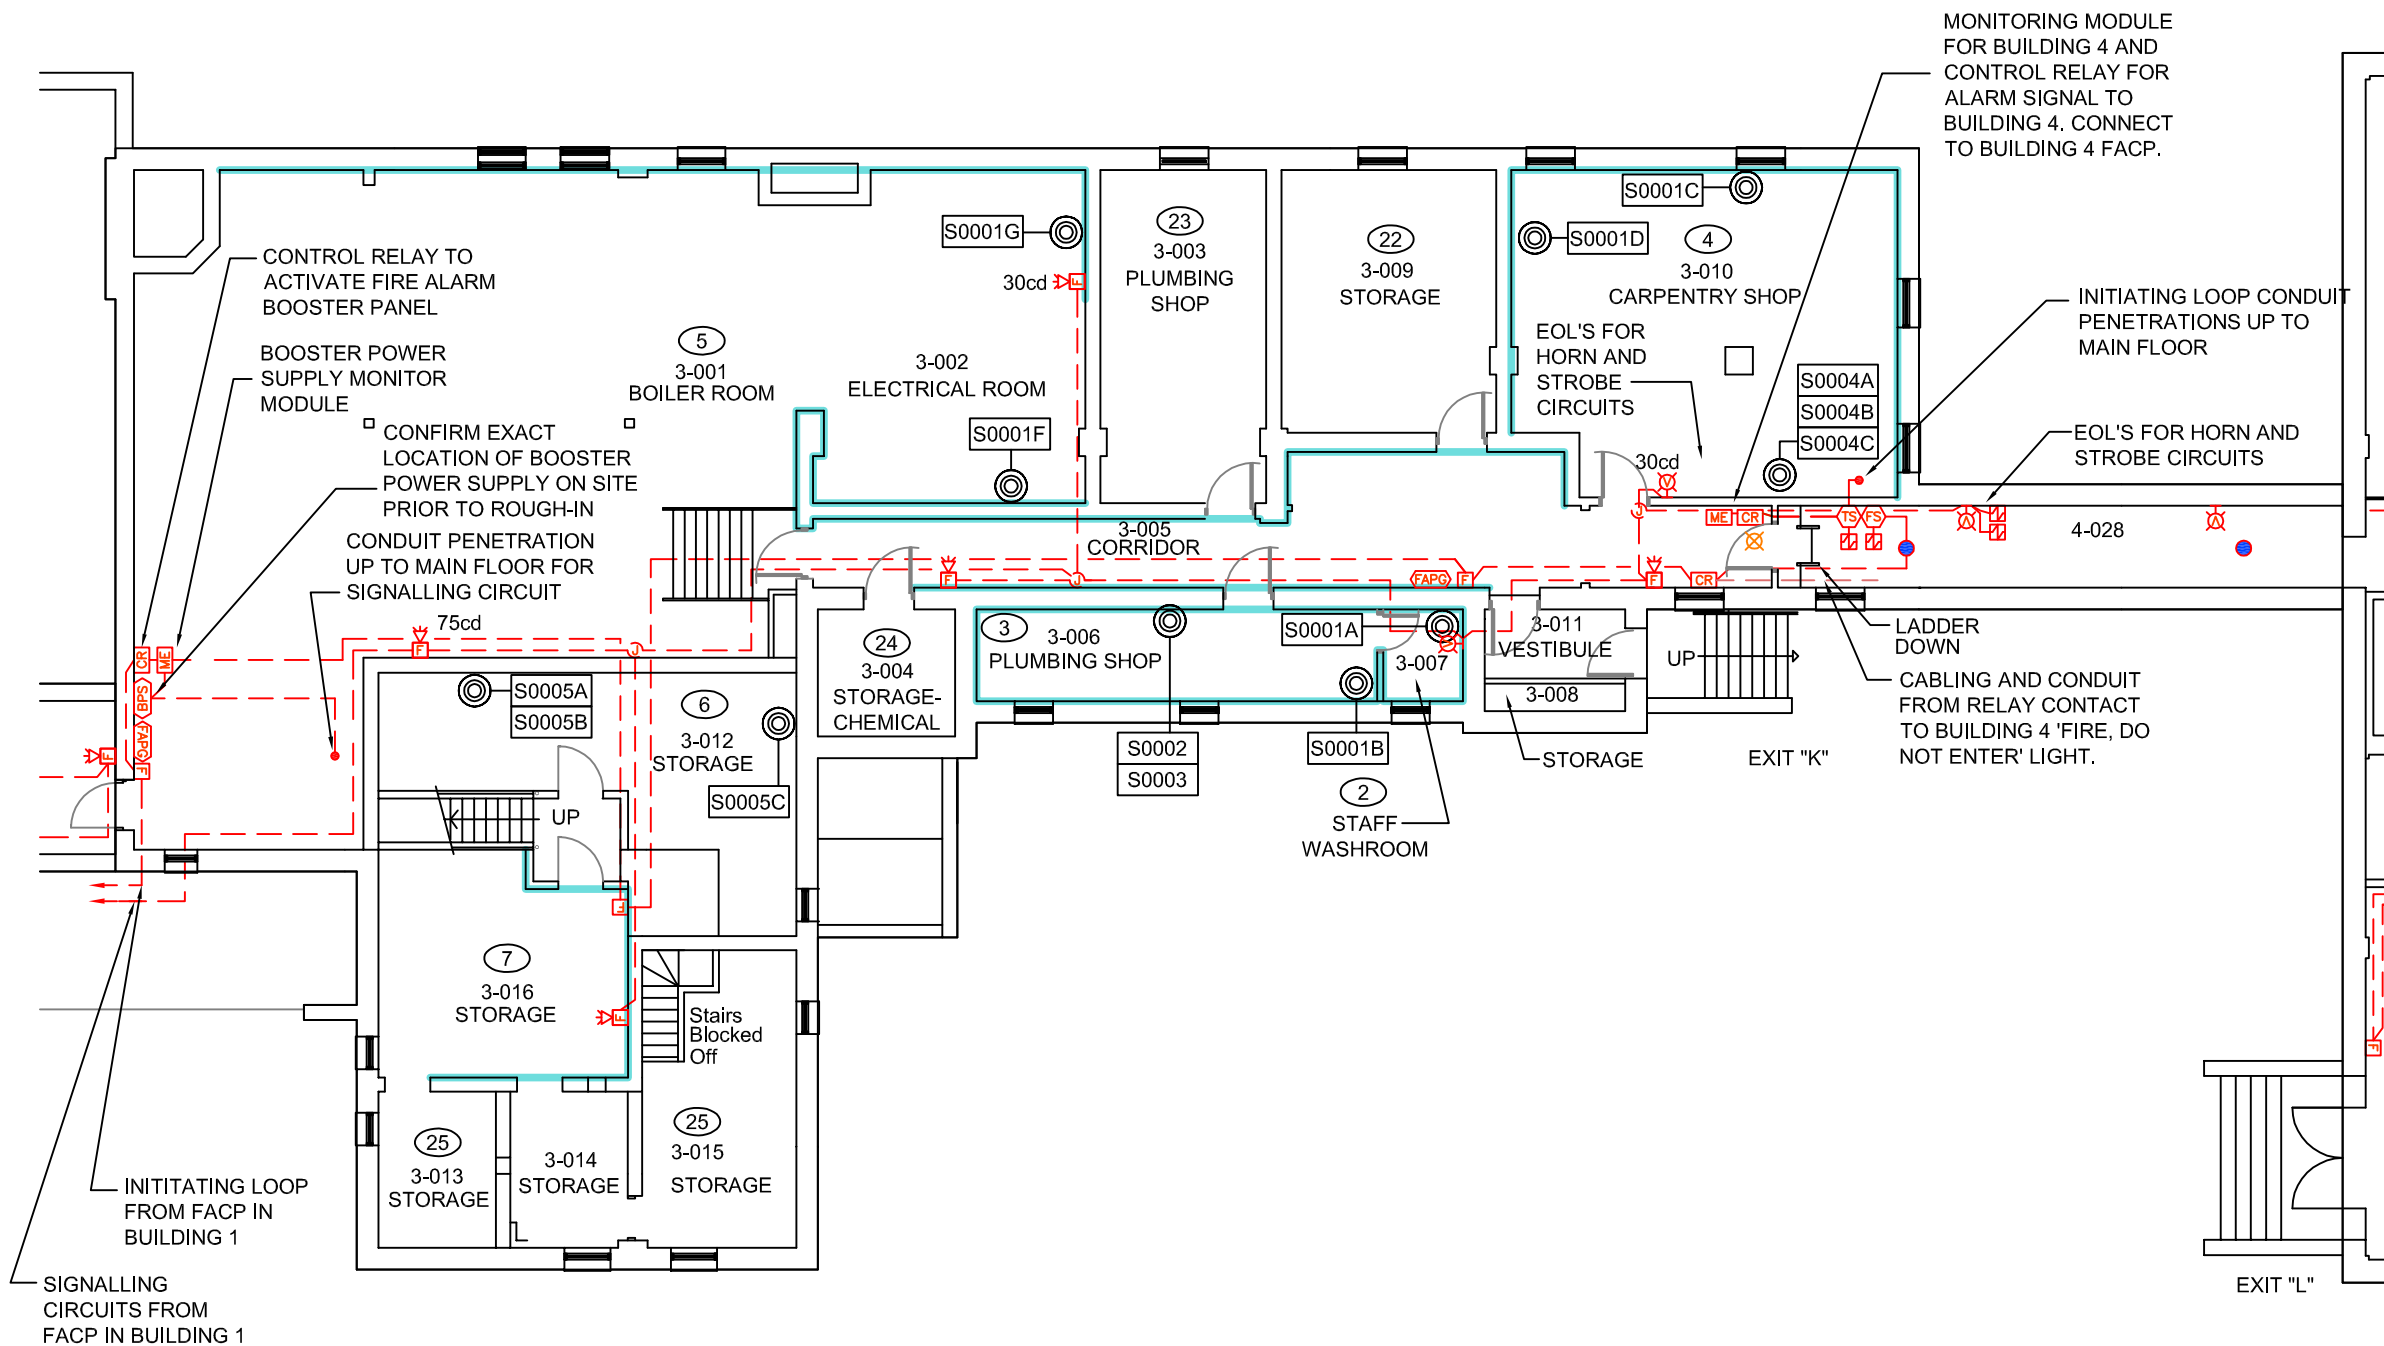 MONITORING MODULE
FOR BUILDING 4 AND
CONTROL RELAY FOR
ALARM SIGNAL TO
BUILDING 4. CONNECT
TO BUILDING 4 FACP.
S0001C
S0001G
S0001D
23
3-003
PLUMBING
SHOP
22
3-009
STORAGE
4
3-010
CARPENTRY SHOP
CONTROL RELAY TO
ACTIVATE FIRE ALARM
BOOSTER PANEL
30cd
F
INITIATING LOOP CONDUIT
PENETRATIONS UP TO
MAIN FLOOR
EOL'S FOR
HORN AND
STROBE
CIRCUITS
BOOSTER POWER
SUPPLY MONITOR
MODULE
5
3-001
BOILER ROOM
3-002
ELECTRICAL ROOM
S0004A
S0004B
S0004C
CONFIRM EXACT
LOCATION OF BOOSTER
POWER SUPPLY ON SITE
PRIOR TO ROUGH-IN
S0001F
EOL'S FOR HORN AND
STROBE CIRCUITS
30cd
V
J
ME
CR
TS
FS
A
A
4-028
3-005
CORRIDOR
CONDUIT PENETRATION
UP TO MAIN FLOOR FOR
SIGNALLING CIRCUIT
F
J
FAPG
F
F
CR
75cd
F
J
24
3-004
STORAGE-
CHEMICAL
3
3-006
PLUMBING SHOP
S0001A
3-007
3-011
VESTIBULE
3-008
UP
LADDER
DOWN
CR
ME
BPS
FAPG
F
F
S0005A
S0005B
6
3-012
STORAGE
S0005C
CABLING AND CONDUIT
FROM RELAY CONTACT
TO BUILDING 4 'FIRE, DO
NOT ENTER' LIGHT.
S0002
S0003
S0001B
STORAGE
EXIT "K"
2
STAFF
WASHROOM
UP
F
7
3-016
STORAGE
F
Stairs
Blocked
Off
F
25
3-013
STORAGE
3-014
STORAGE
25
3-015
STORAGE
INITITATING LOOP
FROM FACP IN
BUILDING 1
SIGNALLING
CIRCUITS FROM
FACP IN BUILDING 1
EXIT "L"